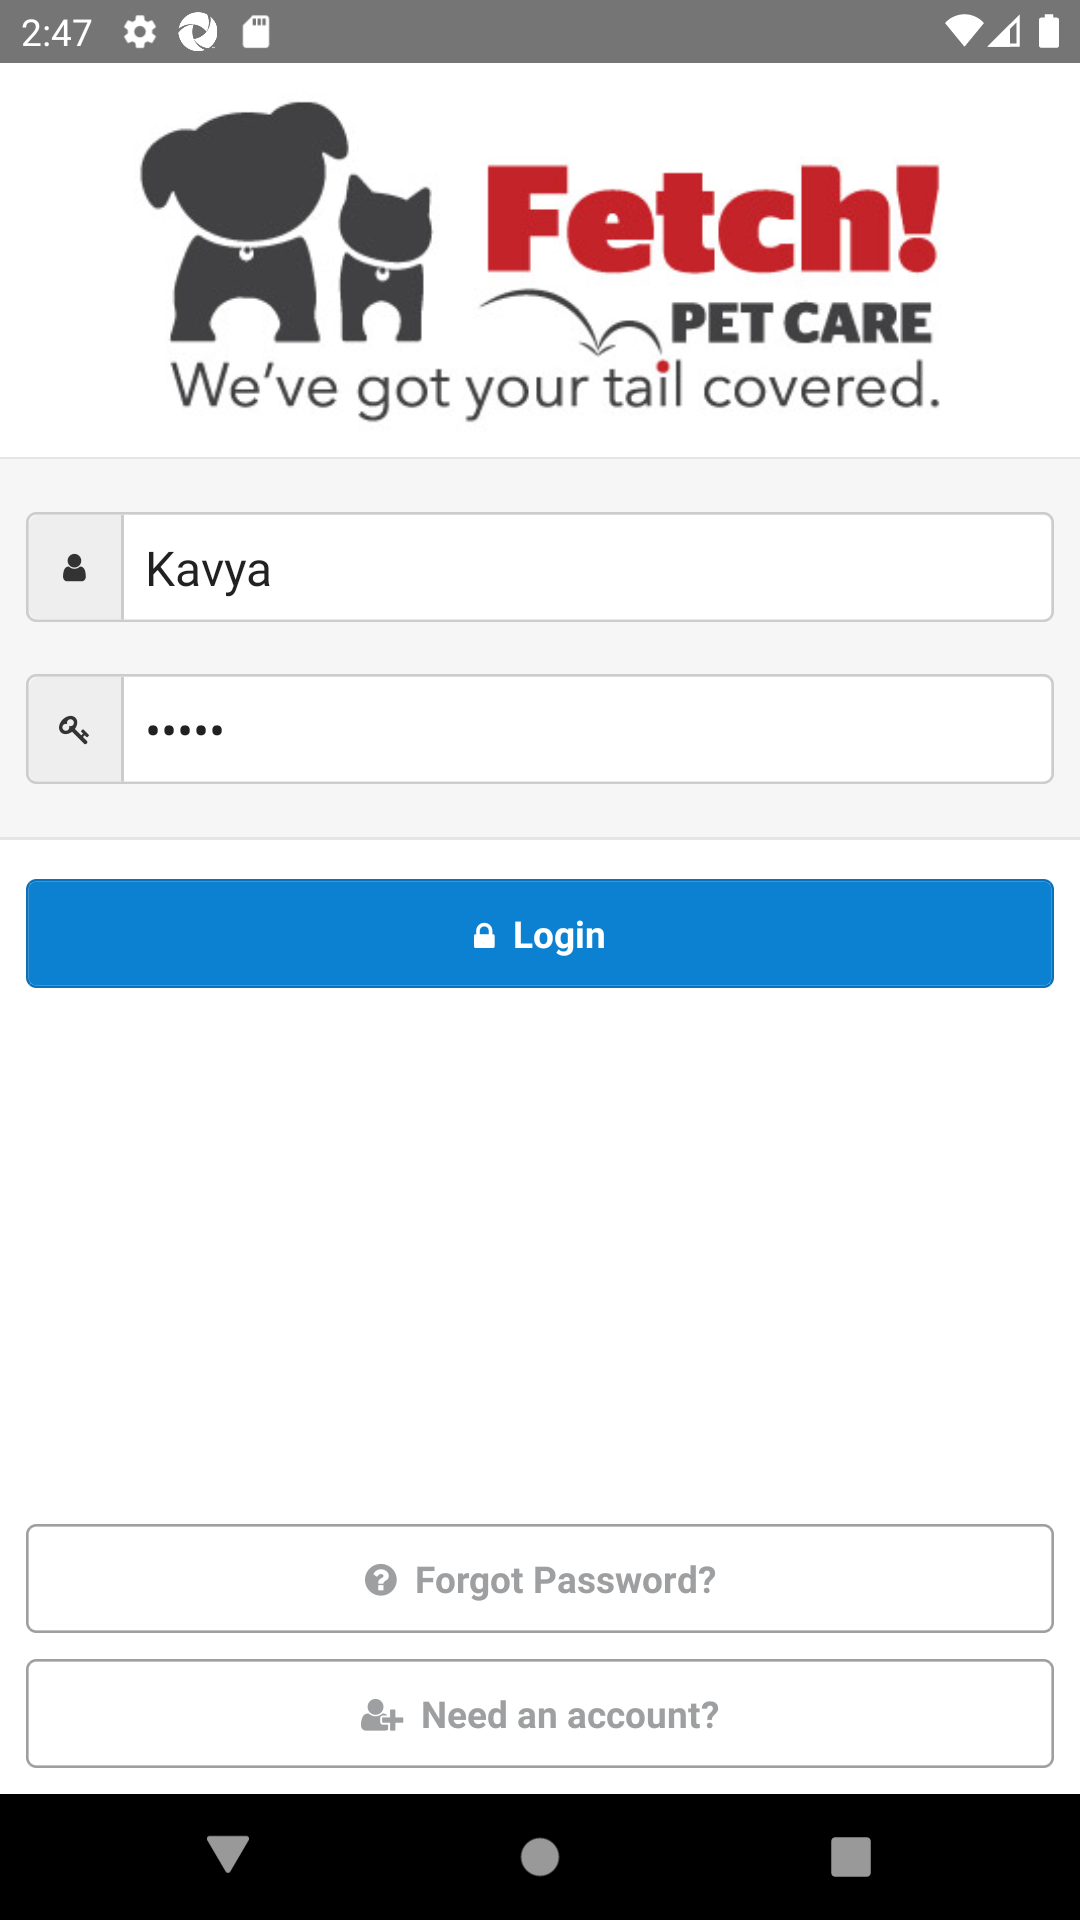 2:47
Fetch!
PET CARE
We've got your tail covered.
Kavya
•••••
Login
Forgot Password?
Need an account?